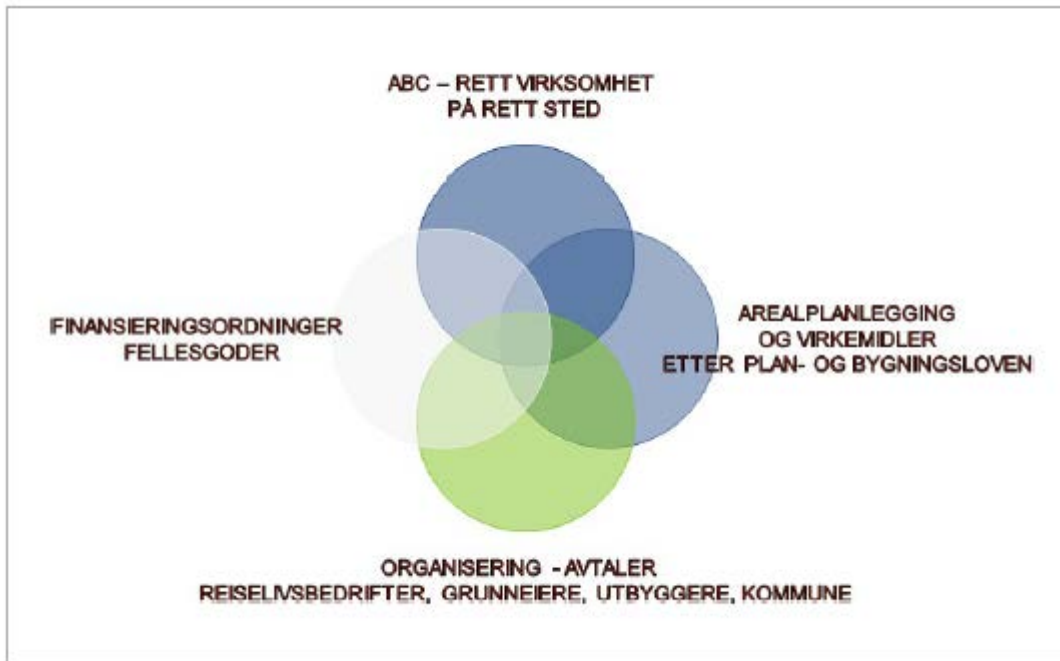 ABC – RETT VIRKSOMHET
PÅ RETT STED
FINANSIERINGSORDNINGER
FELLESGODER
AREALPLANLEGGING
OG VIRKEMIDLER
ETTER PLAN- OG BYGNINGSLOVEN
ORGANISERING - AVTALER
REISELIVSBEDRIFTER, GRUNNEIERE, UTBYGGERE, KOMMUNE